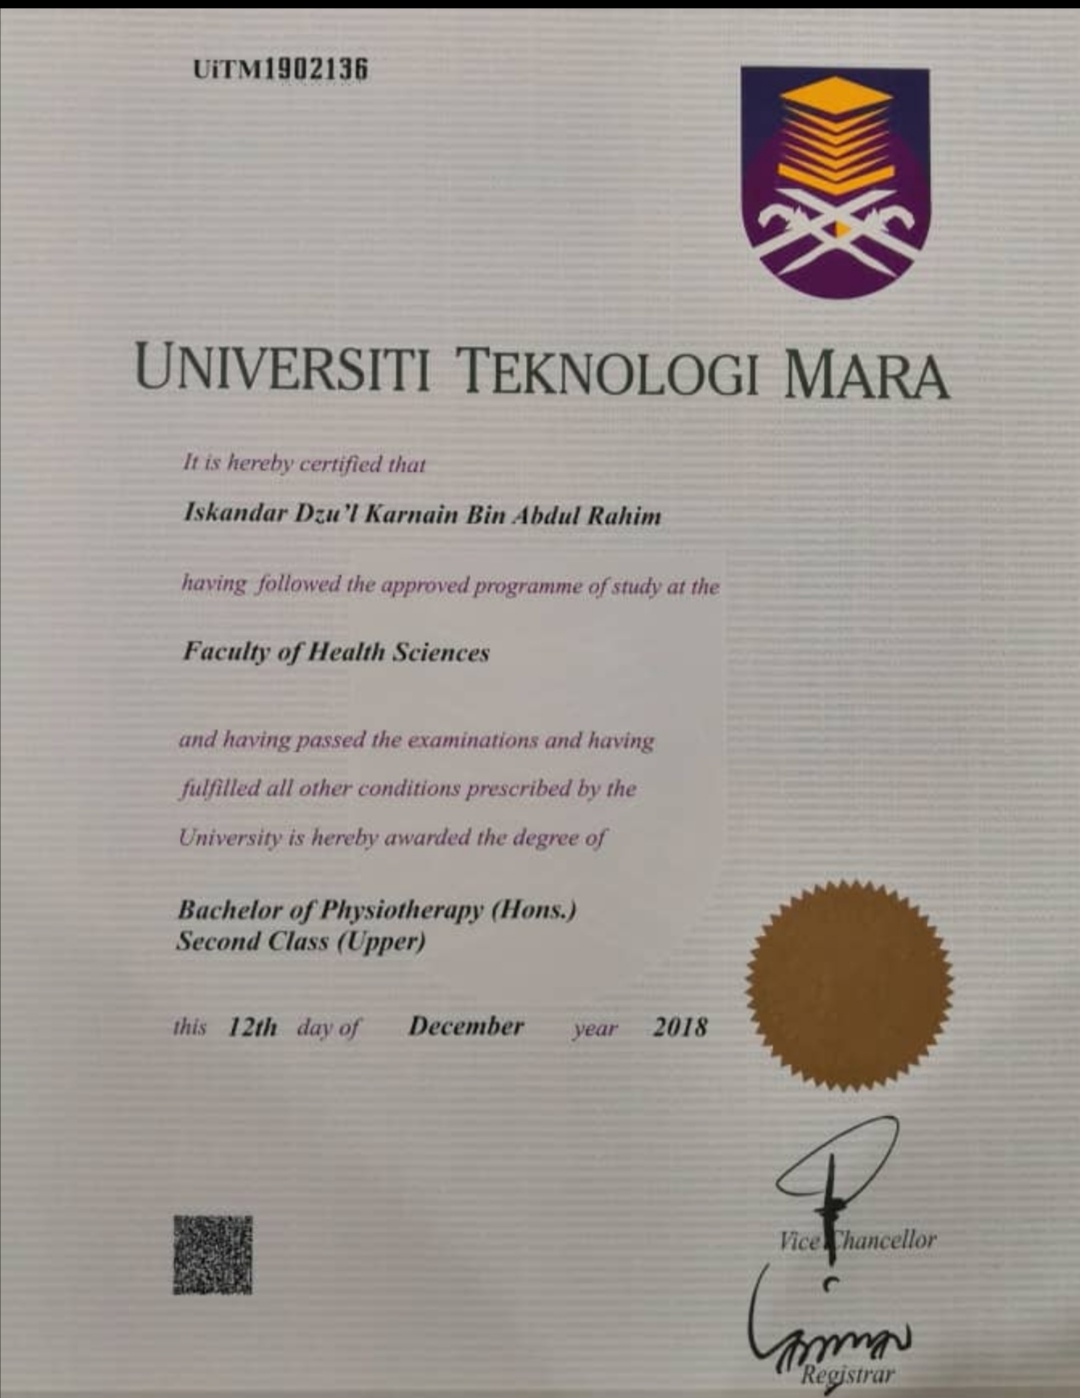 UiTM1902136
UNIVERSITI TEKNOLOGI MARA
It is hereby certified that
Iskandar Dzu'l Karnain Bin Abdul Rahim
having followed the approved programme of study at the
Faculty of Health Sciences
and having passed the examinations and having
fulfilled all other conditions prescribed by the
University is hereby awarded the degree of
Bachelor of Physiotherapy (Hons.)
Second Class (Upper)
this 12th day of December year 2018
Vice Chancellor
Registrar